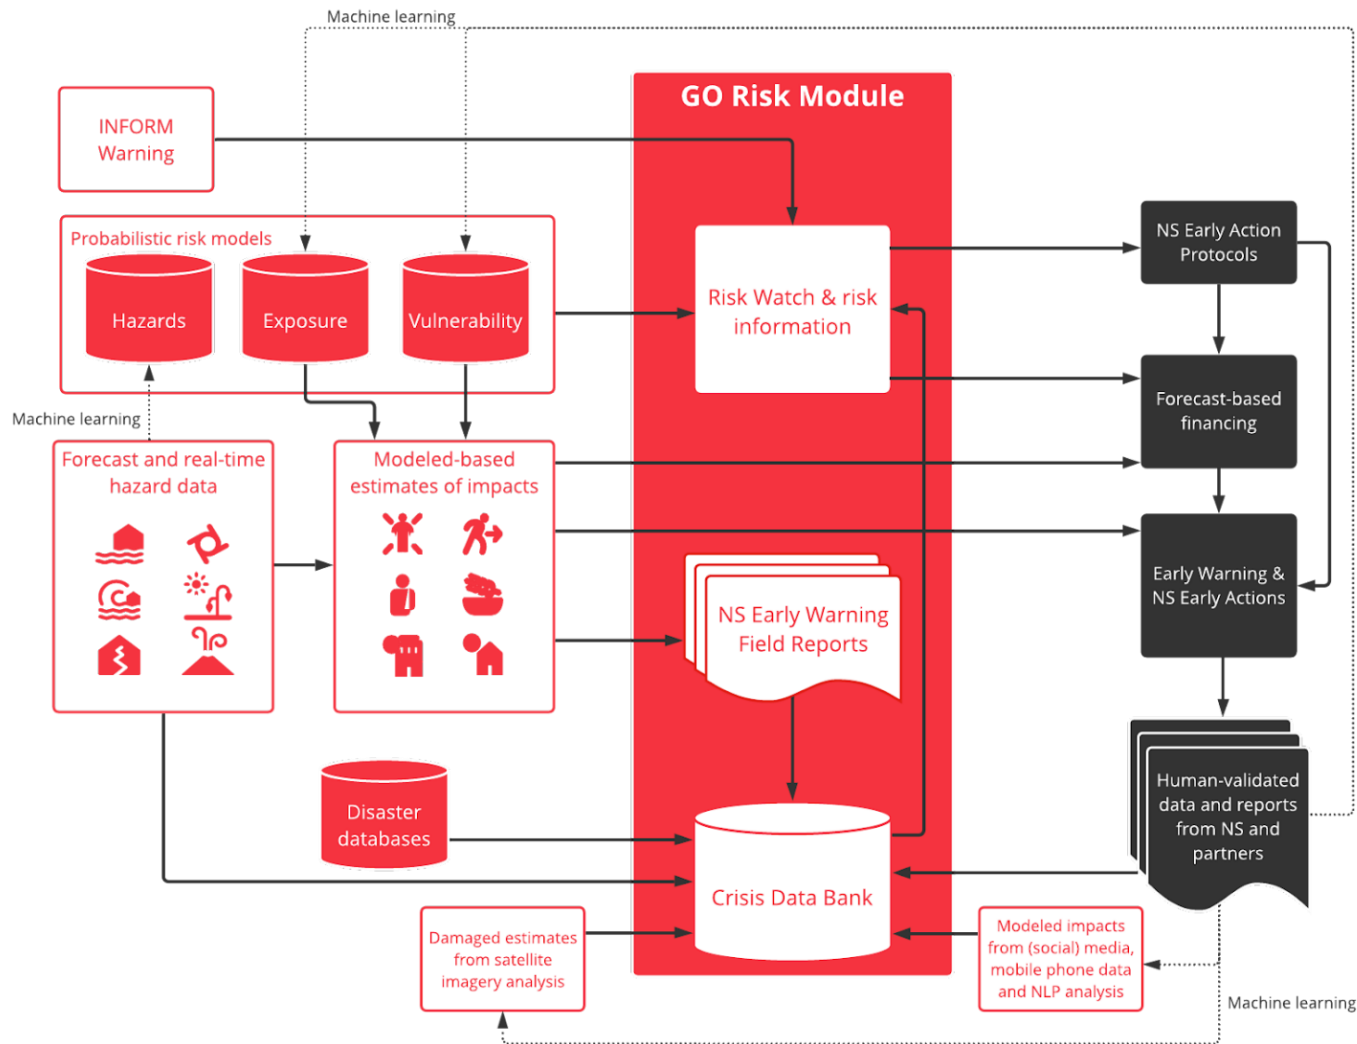 Machine learning
GO Risk Module
INFORM
Warning
Probabilistic risk models
Hazards
Exposure
Vulnerability
Risk Watch & risk
information
NS Early Action
Protocols
Forecast-based
financing
Machine learning
Forecast and real-time
hazard data
Modeled-based
estimates of impacts
Early Warning &
NS Early Actions
NS Early Warning
Field Reports
Disaster
databases
Human-validated
data and reports
from NS and
partners
Crisis Data Bank
Damaged estimates
from satellite
imagery analysis
Modeled impacts
from (social) media,
mobile phone data
and NLP analysis
Machine learning